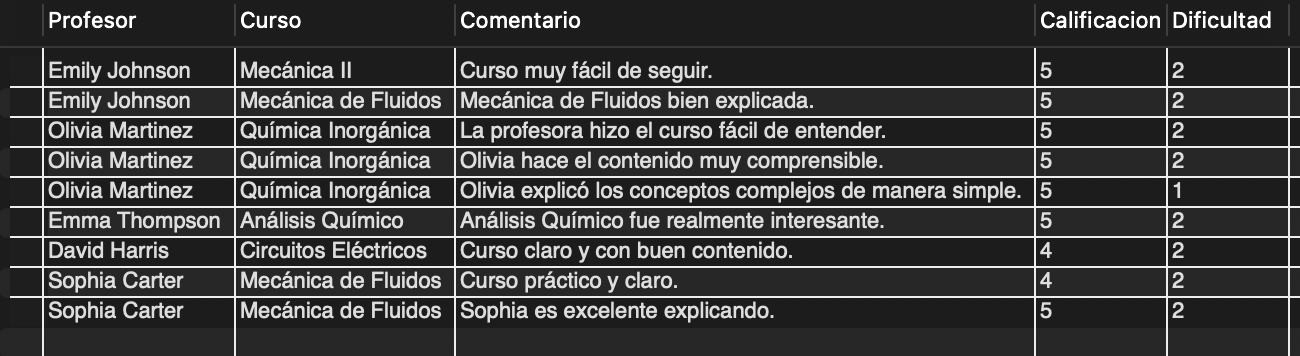 Profesor Curso Comentario Calificacion Dificultad
Emily Johnson Mecánica II Curso muy fácil de seguir. 5 2
Emily Johnson Mecánica de Fluidos Mecánica de Fluidos bien explicada. 5 2
Olivia Martinez Química Inorgánica La profesora hizo el curso fácil de entender. 5 2
Olivia Martinez Química Inorgánica Olivia hace el contenido muy comprensible. 5 2
Olivia Martinez Química Inorgánica Olivia explicó los conceptos complejos de manera simple. 5 1
Emma Thompson Análisis Químico Análisis Químico fue realmente interesante. 5 2
David Harris Circuitos Eléctricos Curso claro y con buen contenido. 4 2
Sophia Carter Mecánica de Fluidos Curso práctico y claro. 4 2
Sophia Carter Mecánica de Fluidos Sophia es excelente explicando. 5 2